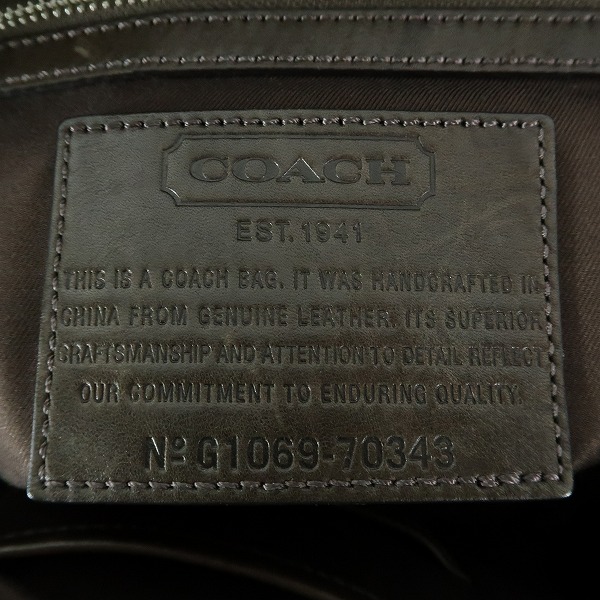 COACH
EST. 1941
THIS IS A COACH BAG. IT WAS HANDCRAFTED IN
CHINA FROM GENUINE LEATHER. ITS SUPERIOR
CRAFTSMANSHIP AND ATTENTION TO DETAIL REFLECT
OUR COMMITMENT TO ENDURING QUALITY.
Nº G1069-70343